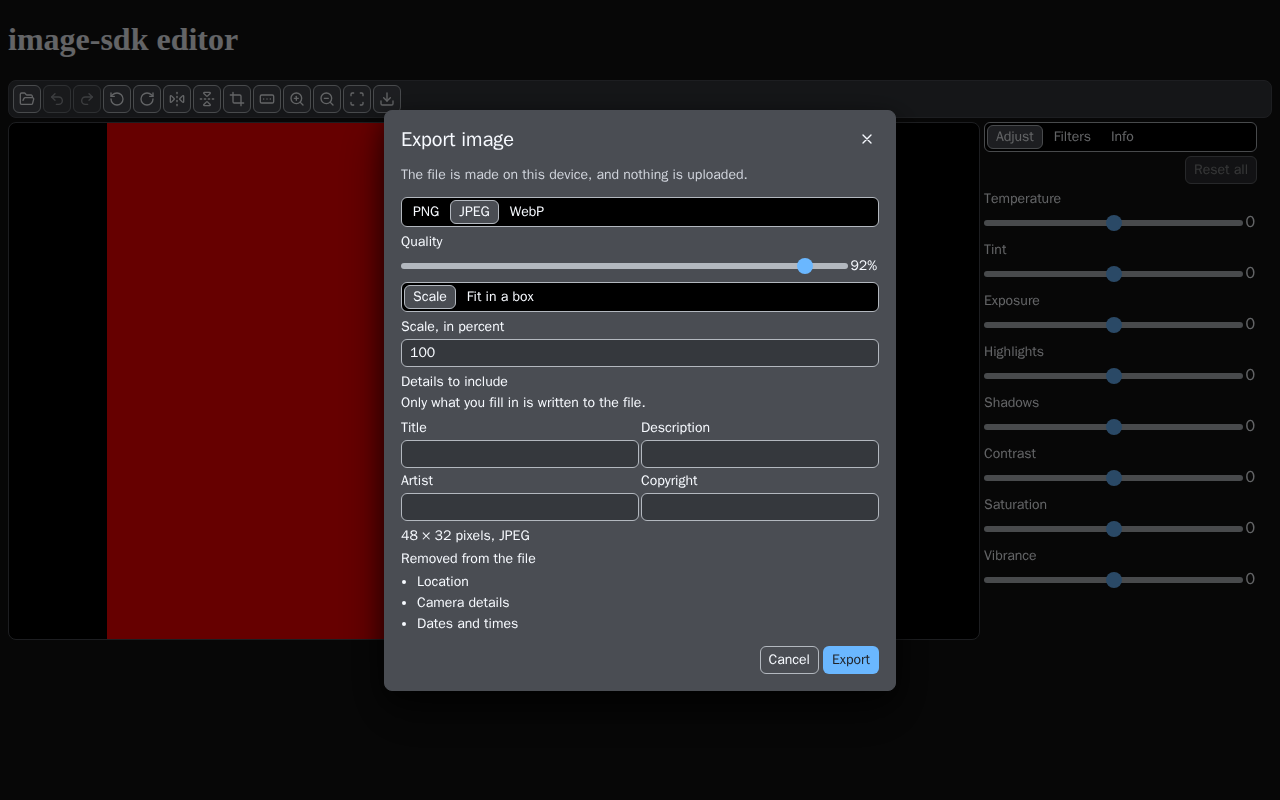 image-sdk editor
Export image
The file is made on this device, and nothing is uploaded.
PNG JPEG WebP
Quality
92%
Scale Fit in a box
Scale, in percent
100
Details to include
Only what you fill in is written to the file.
Title Description
Artist Copyright
48 × 32 pixels, JPEG
Removed from the file
• Location
• Camera details
• Dates and times
Cancel Export
Adjust Filters Info
Reset all
Temperature
0
Tint
0
Exposure
0
Highlights
0
Shadows
0
Contrast
0
Saturation
0
Vibrance
0